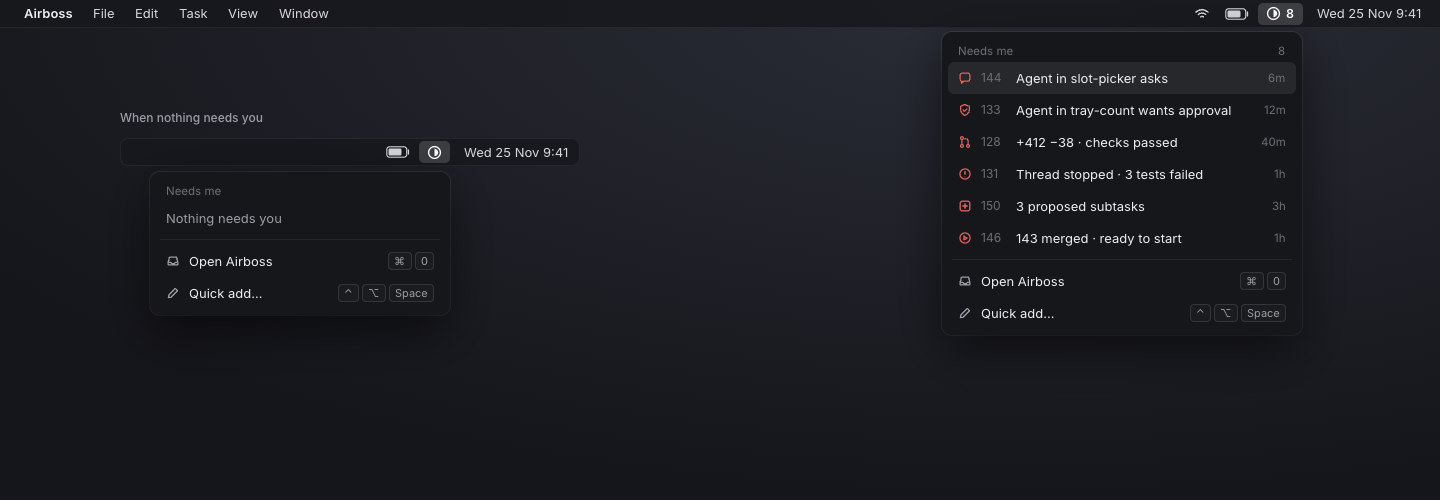 Airboss File Edit Task View Window 8 Wed 25 Nov 9:41
Needs me 8
144 Agent in slot-picker asks 6m
133 Agent in tray-count wants approval 12m
128 +412 −38 · checks passed 40m
131 Thread stopped · 3 tests failed 1h
150 3 proposed subtasks 3h
146 143 merged · ready to start 1h
Open Airboss ⌘ 0
Quick add... ^ ⌥ Space
When nothing needs you
Wed 25 Nov 9:41
Needs me
Nothing needs you
Open Airboss ⌘ 0
Quick add... ^ ⌥ Space